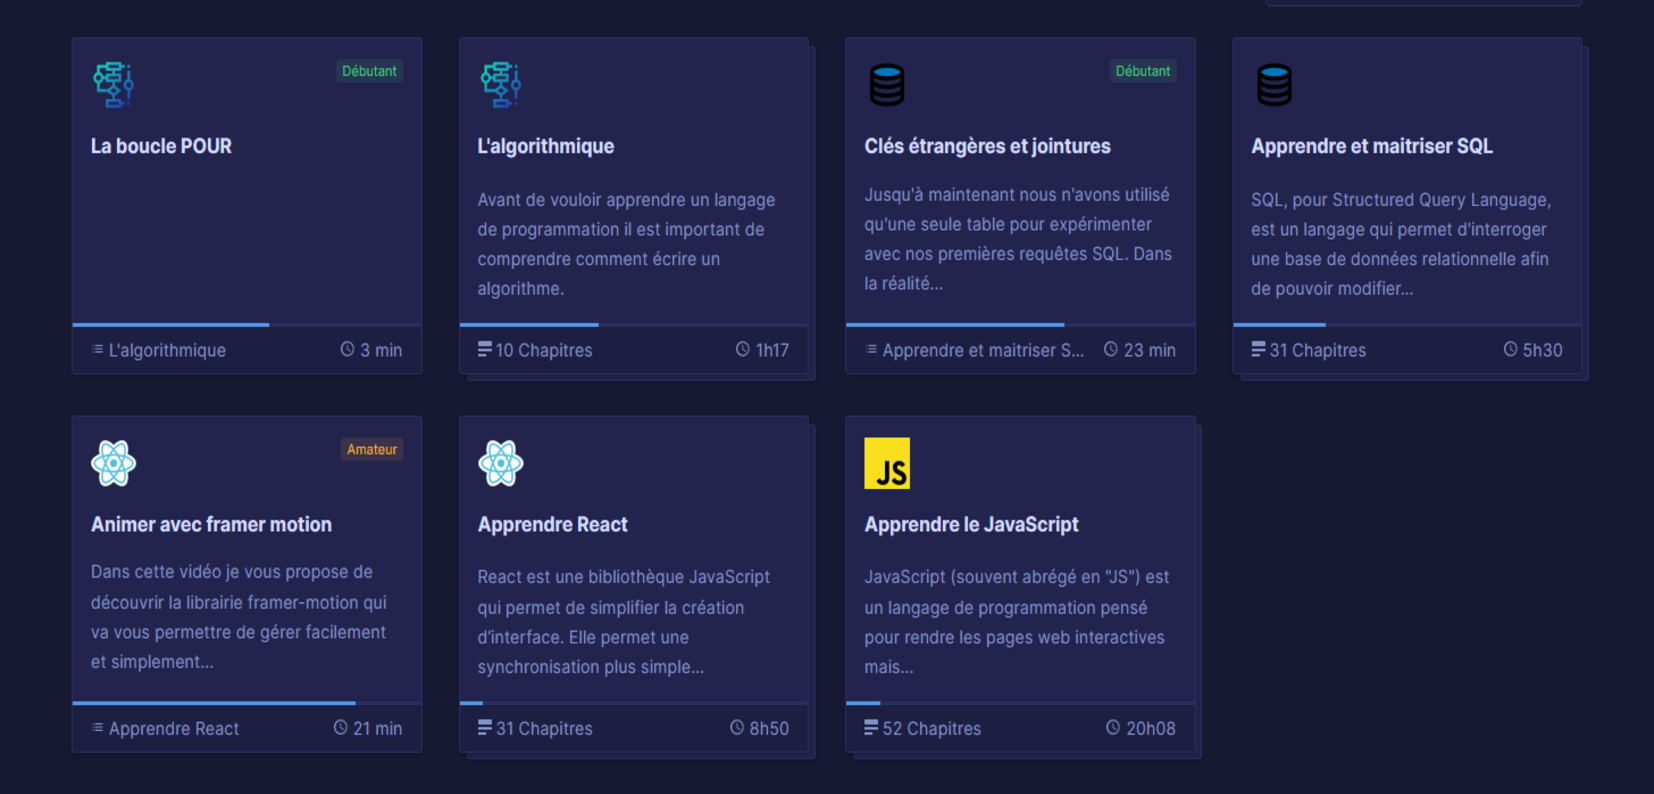 Débutant
La boucle POUR
L'algorithmique
3 min
L'algorithmique
Avant de vouloir apprendre un langage
de programmation il est important de
comprendre comment écrire un
algorithme.
10 Chapitres
1h17
Débutant
Clés étrangères et jointures
Jusqu'à maintenant nous n'avons utilisé
qu'une seule table pour expérimenter
avec nos premières requêtes SQL. Dans
la réalité...
Apprendre et maitriser S...
23 min
Apprendre et maitriser SQL
SQL, pour Structured Query Language,
est un langage qui permet d'interroger
une base de données relationnelle afin
de pouvoir modifier...
31 Chapitres
5h30
Amateur
Animer avec framer motion
Dans cette vidéo je vous propose de
découvrir la librairie framer-motion qui
va vous permettre de gérer facilement
et simplement...
Apprendre React
21 min
Apprendre React
React est une bibliothèque JavaScript
qui permet de simplifier la création
d'interface. Elle permet une
synchronisation plus simple...
31 Chapitres
8h50
JS
Apprendre le JavaScript
JavaScript (souvent abrégé en "JS") est
un langage de programmation pensé
pour rendre les pages web interactives
mais...
52 Chapitres
20h08